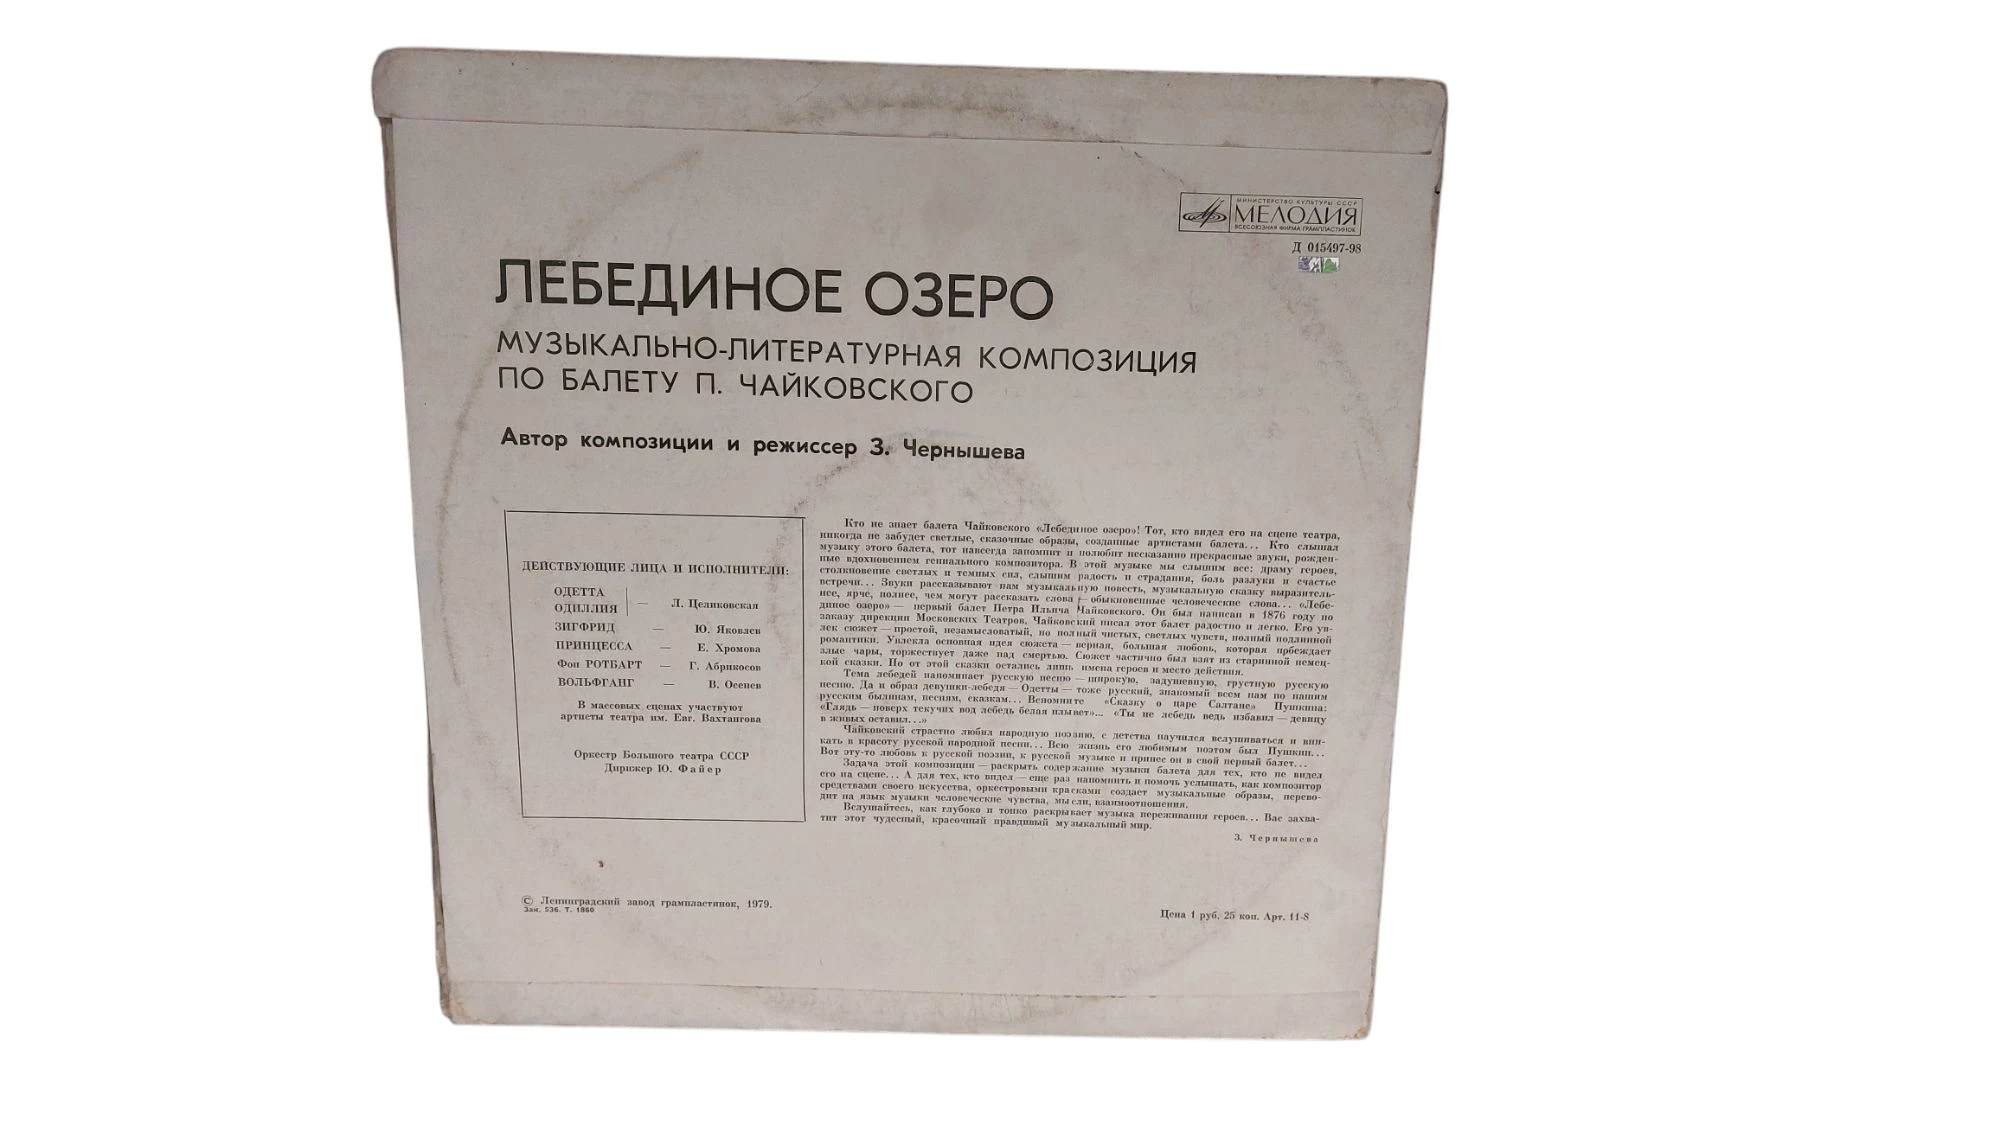 МИНИСТЕРСТВО КУЛЬТУРЫ СССР
МЕЛОДИЯ
ВСЕСОЮЗНАЯ ФИРМА ГРАМПЛАСТИНОК
Д 015497-98
ЛЕБЕДИНОЕ ОЗЕРО
МУЗЫКАЛЬНО-ЛИТЕРАТУРНАЯ КОМПОЗИЦИЯ
ПО БАЛЕТУ П. ЧАЙКОВСКОГО
Автор композиции и режиссер З. Чернышева
ДЕЙСТВУЮЩИЕ ЛИЦА И ИСПОЛНИТЕЛИ:
ОДЕТТА
ОДИЛЛИЯ — Л. Целиковская
ЗИГФРИД — Ю. Яковлев
ПРИНЦЕССА — Е. Хромова
Фон РОТБАРТ — Г. Абрикосов
ВОЛЬФГАНГ — В. Осенев
В массовых сценах участвуют
артисты театра им. Евг. Вахтангова
Оркестр Большого театра СССР
Дирижер Ю. Файер
Кто не знает балета Чайковского «Лебединое озеро»! Тот, кто видел его на сцене театра,
никогда не забудет светлые, сказочные образы, созданные артистами балета... Кто слышал
музыку этого балета, тот навсегда запомнит и полюбит несказанно прекрасные звуки, рожден-
ные вдохновением гениального композитора. В этой музыке мы слышим все: драму героев,
столкновение светлых и темных сил, слышим радость и страдания, боль разлуки и счастье
встречи... Звуки рассказывают нам музыкальную повесть, музыкальную сказку выразитель-
нее, ярче, полнее, чем могут рассказать слова — обыкновенные человеческие слова... «Лебе-
диное озеро» — первый балет Петра Ильича Чайковского. Он был написан в 1876 году по
заказу дирекции Московских Театров. Чайковский писал этот балет радостно и легко. Его ув-
лек сюжет — простой, незамысловатый, но полный чистых, светлых чувств, полный подлинной
романтики. Увлекла основная идея сюжета — верная, большая любовь, которая побеждает
злые чары, торжествует даже над смертью. Сюжет частично был взят из старинной немец-
кой сказки. Но от этой сказки остались лишь имена героев и место действия.
Тема лебедей напоминает русскую песню — широкую, задушевную, грустную русскую
песню. Да и образ девушки-лебедя — Одетты — тоже русский, знакомый всем нам по нашим
русским былинам, песням, сказкам... Вспомните «Сказку о царе Салтане» Пушкина:
«Глядь — поверх текучих вод лебедь белая плывет»... «Ты не лебедь ведь избавил — девицу
в живых оставил...»
Чайковский страстно любил народную поэзию, с детства научился вслушиваться и вни-
кать в красоту русской народной песни... Всю жизнь его любимым поэтом был Пушкин...
Вот эту-то любовь к русской поэзии, к русской музыке и принес он в свой первый балет...
Задача этой композиции — раскрыть содержание музыки балета для тех, кто не видел
его на сцене... А для тех, кто видел — еще раз напомнить и помочь услышать, как композитор
средствами своего искусства, оркестровыми красками создает музыкальные образы, перево-
дит на язык музыки человеческие чувства, мысли, взаимоотношения.
Вслушайтесь, как глубоко и тонко раскрывает музыка переживания героев... Вас захва-
тит этот чудесный, красочный правдивый музыкальный мир.
З. Чернышева
© Ленинградский завод грампластинок, 1979.
Зак. 536. Т. 1860
Цена 1 руб. 25 коп. Арт. 11-8